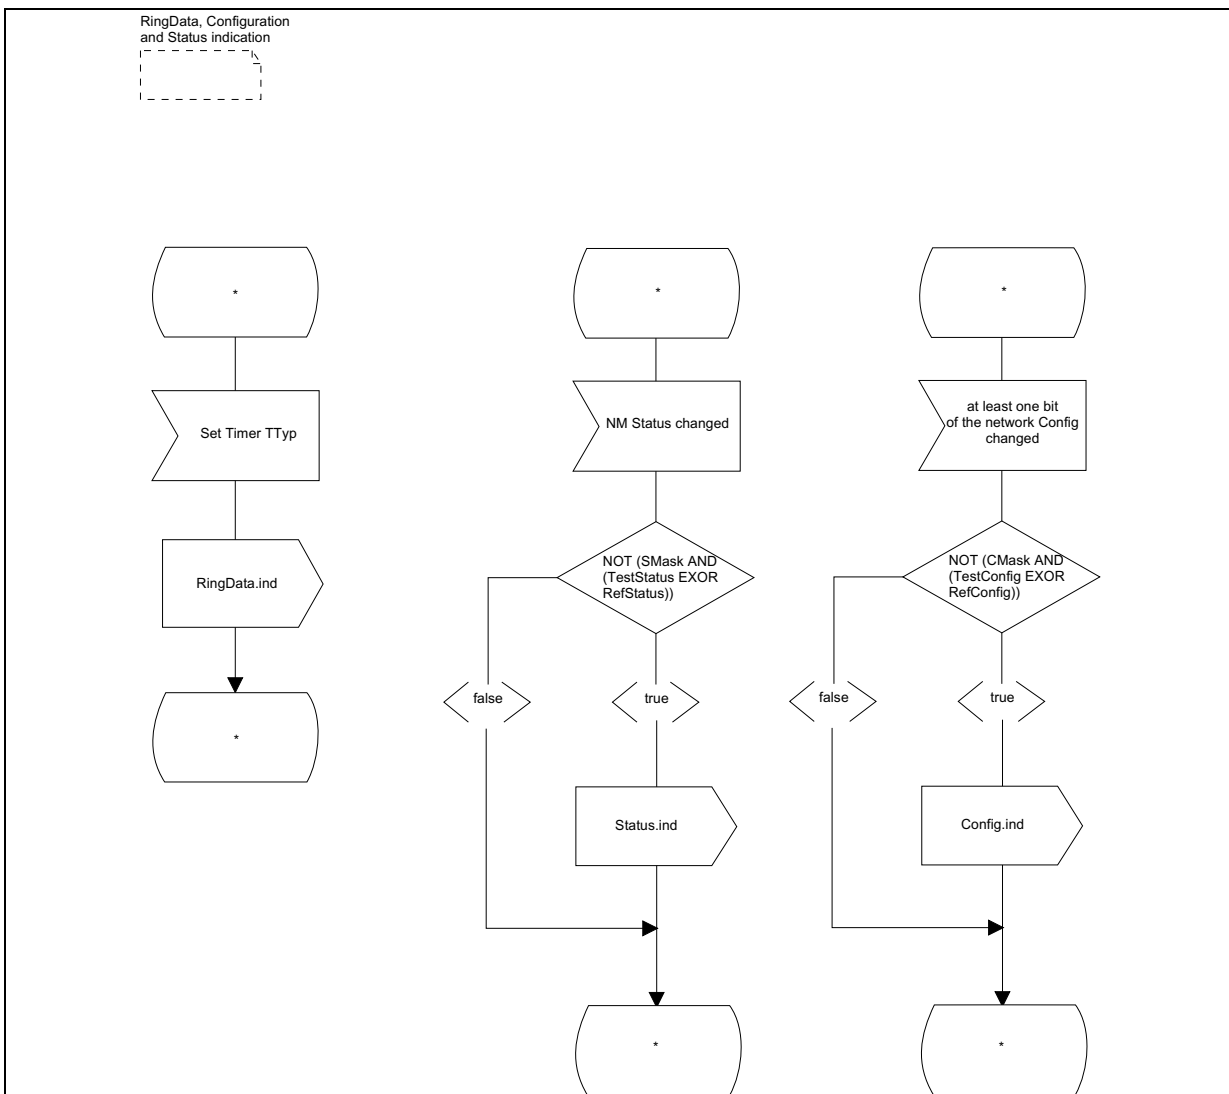 RingData, Configuration
and Status indication
*
Set Timer TTyp
RingData.ind
*
*
NM Status changed
NOT (SMask AND
(TestStatus EXOR
RefStatus))
false
true
Status.ind
*
*
at least one bit
of the network Config
changed
NOT (CMask AND
(TestConfig EXOR
RefConfig))
false
true
Config.ind
*